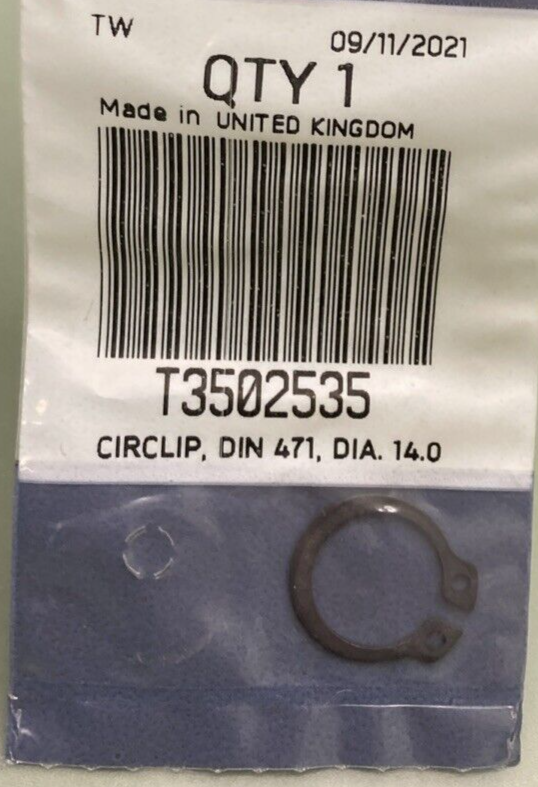 TW
09/11/2021
QTY 1
Made in UNITED KINGDOM
T3502535
CIRCLIP, DIN 471, DIA. 14.0